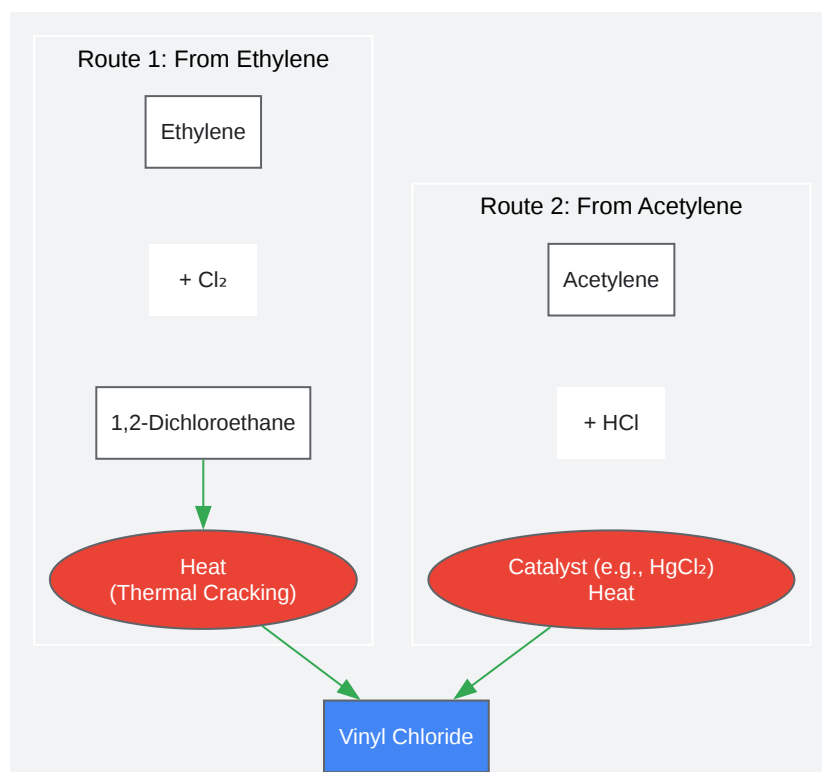 Route 1: From Ethylene
Ethylene
+ Cl₂
1,2-Dichloroethane
Heat
(Thermal Cracking)
Route 2: From Acetylene
Acetylene
+ HCl
Catalyst (e.g., HgCl₂)
Heat
Vinyl Chloride